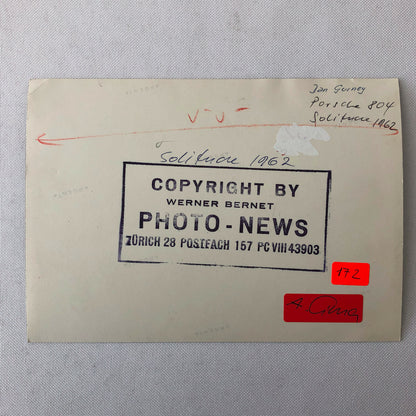 Dan Gurney
Porsche 804
Solitude 1962
Solitude 1962
COPYRIGHT BY
WERNER BERNET
PHOTO-NEWS
ZÜRICH 28 POSTFACH 167 PC VIII 43903
172